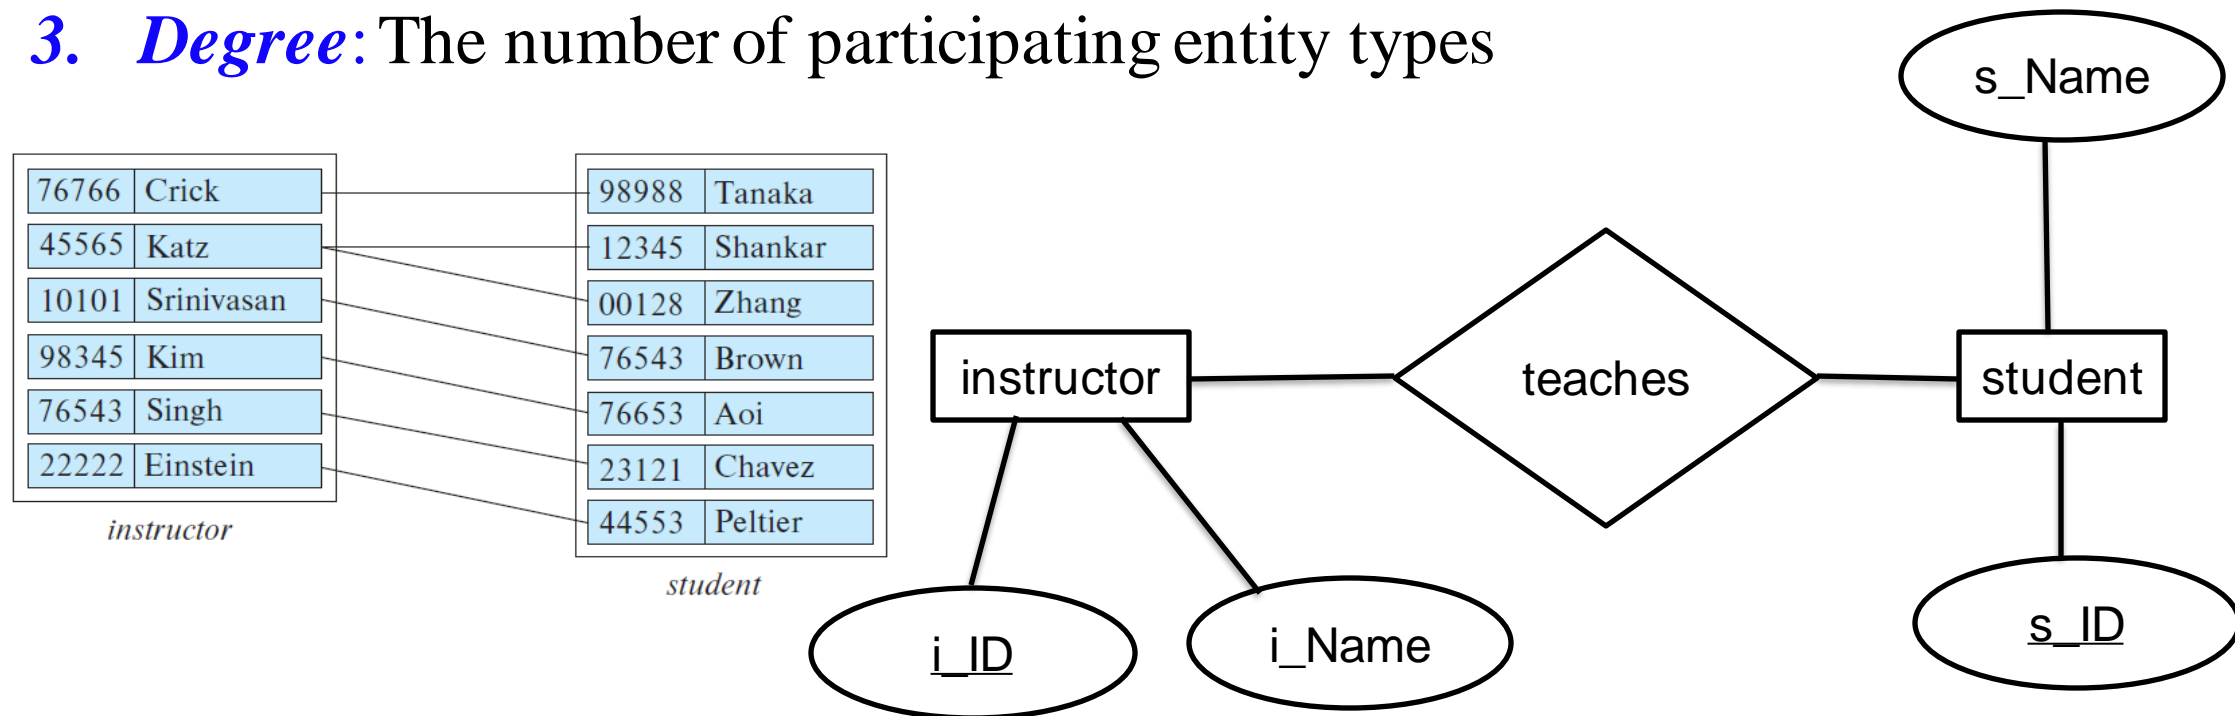 3. Degree: The number of participating entity types
76766 Crick
45565 Katz
10101 Srinivasan
98345 Kim
76543 Singh
22222 Einstein
instructor
98988 Tanaka
12345 Shankar
00128 Zhang
76543 Brown
76653 Aoi
23121 Chavez
44553 Peltier
student
s_Name
instructor
teaches
student
i_ID
i_Name
s_ID